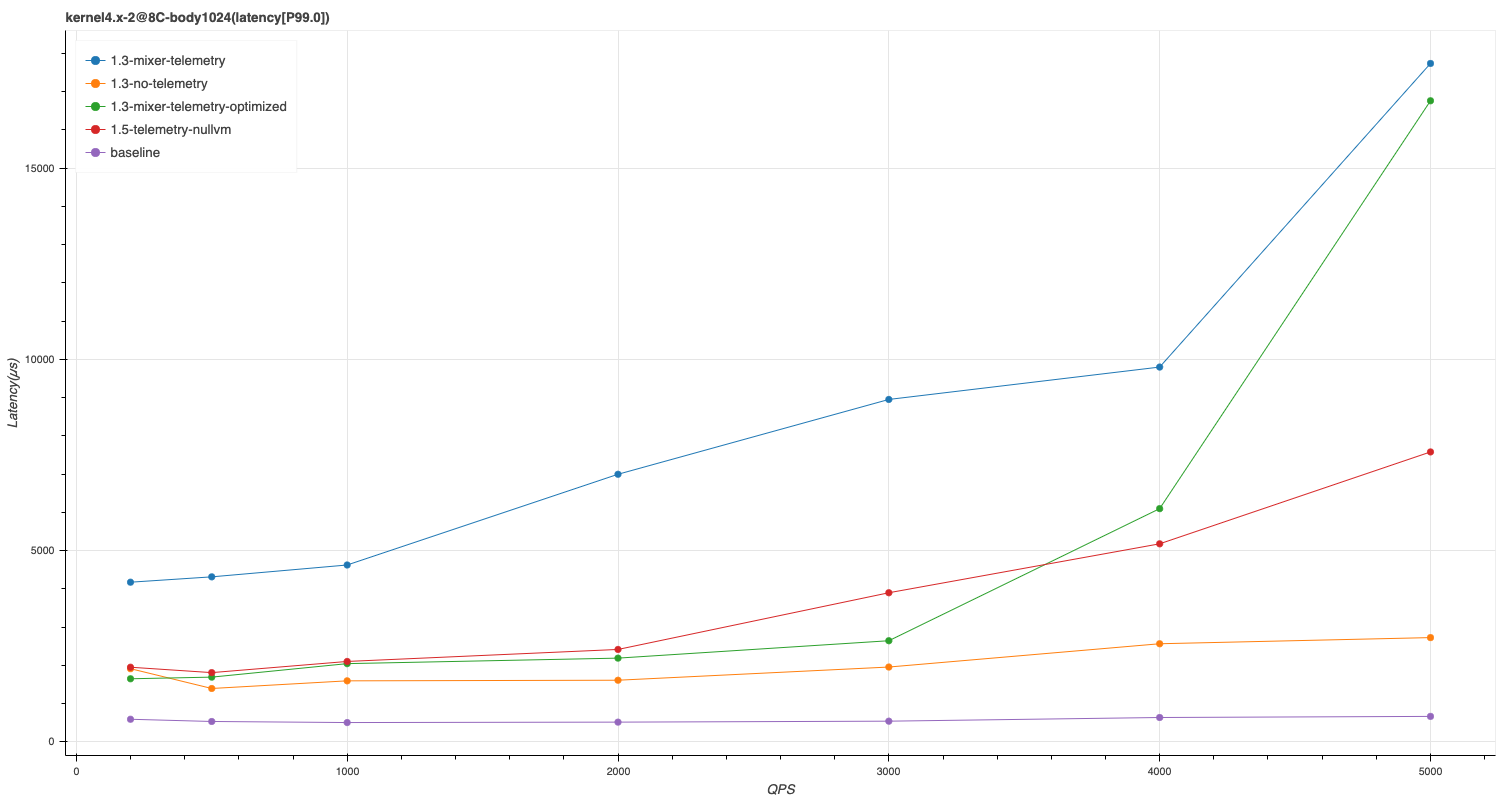 kernel4.x-2@8C-body1024(latency[P99.0])
1.3-mixer-telemetry
1.3-no-telemetry
1.3-mixer-telemetry-optimized
1.5-telemetry-nullvm
baseline
15000
10000
5000
0
Latency(μs)
0 1000 2000 3000 4000 5000
QPS